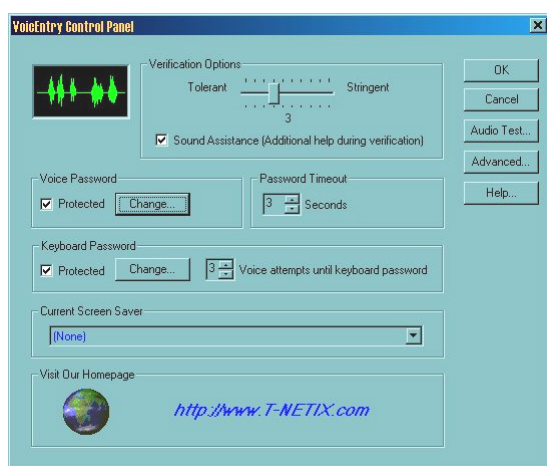 VoicEntry Control Panel
Verification Options
Tolerant Stringent
3
Sound Assistance (Additional help during verification)
OK
Cancel
Audio Test...
Advanced...
Help...
Voice Password
Protected Change...
Password Timeout
3 Seconds
Keyboard Password
Protected Change... 3 Voice attempts until keyboard password
Current Screen Saver
(None)
Visit Our Homepage
http://www.T-NETIX.com